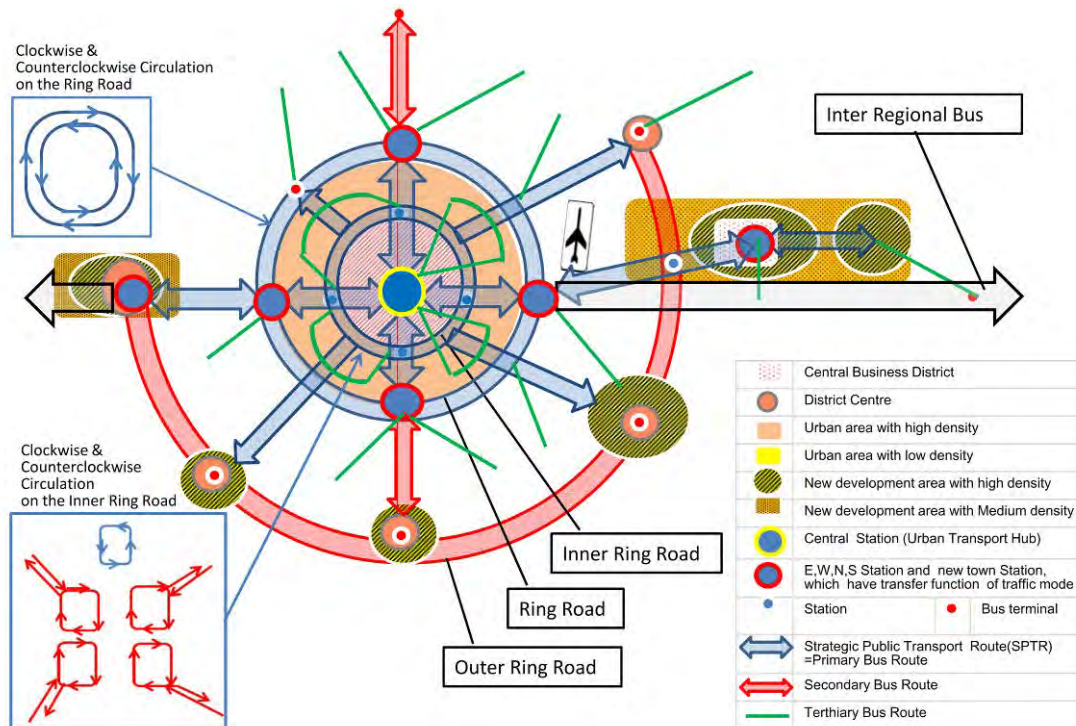 Clockwise &
Counterclockwise Circulation
on the Ring Road
Inter Regional Bus
Clockwise &
Counterclockwise
Circulation
on the Inner Ring Road
Inner Ring Road
Ring Road
Outer Ring Road
Central Business District
District Centre
Urban area with high density
Urban area with low density
New development area with high density
New development area with Medium density
Central Station (Urban Transport Hub)
E,W,N,S Station and new town Station,
which have transfer function of traffic mode
Station
Bus terminal
Strategic Public Transport Route(SPTR)
=Primary Bus Route
Secondary Bus Route
Terthiary Bus Route